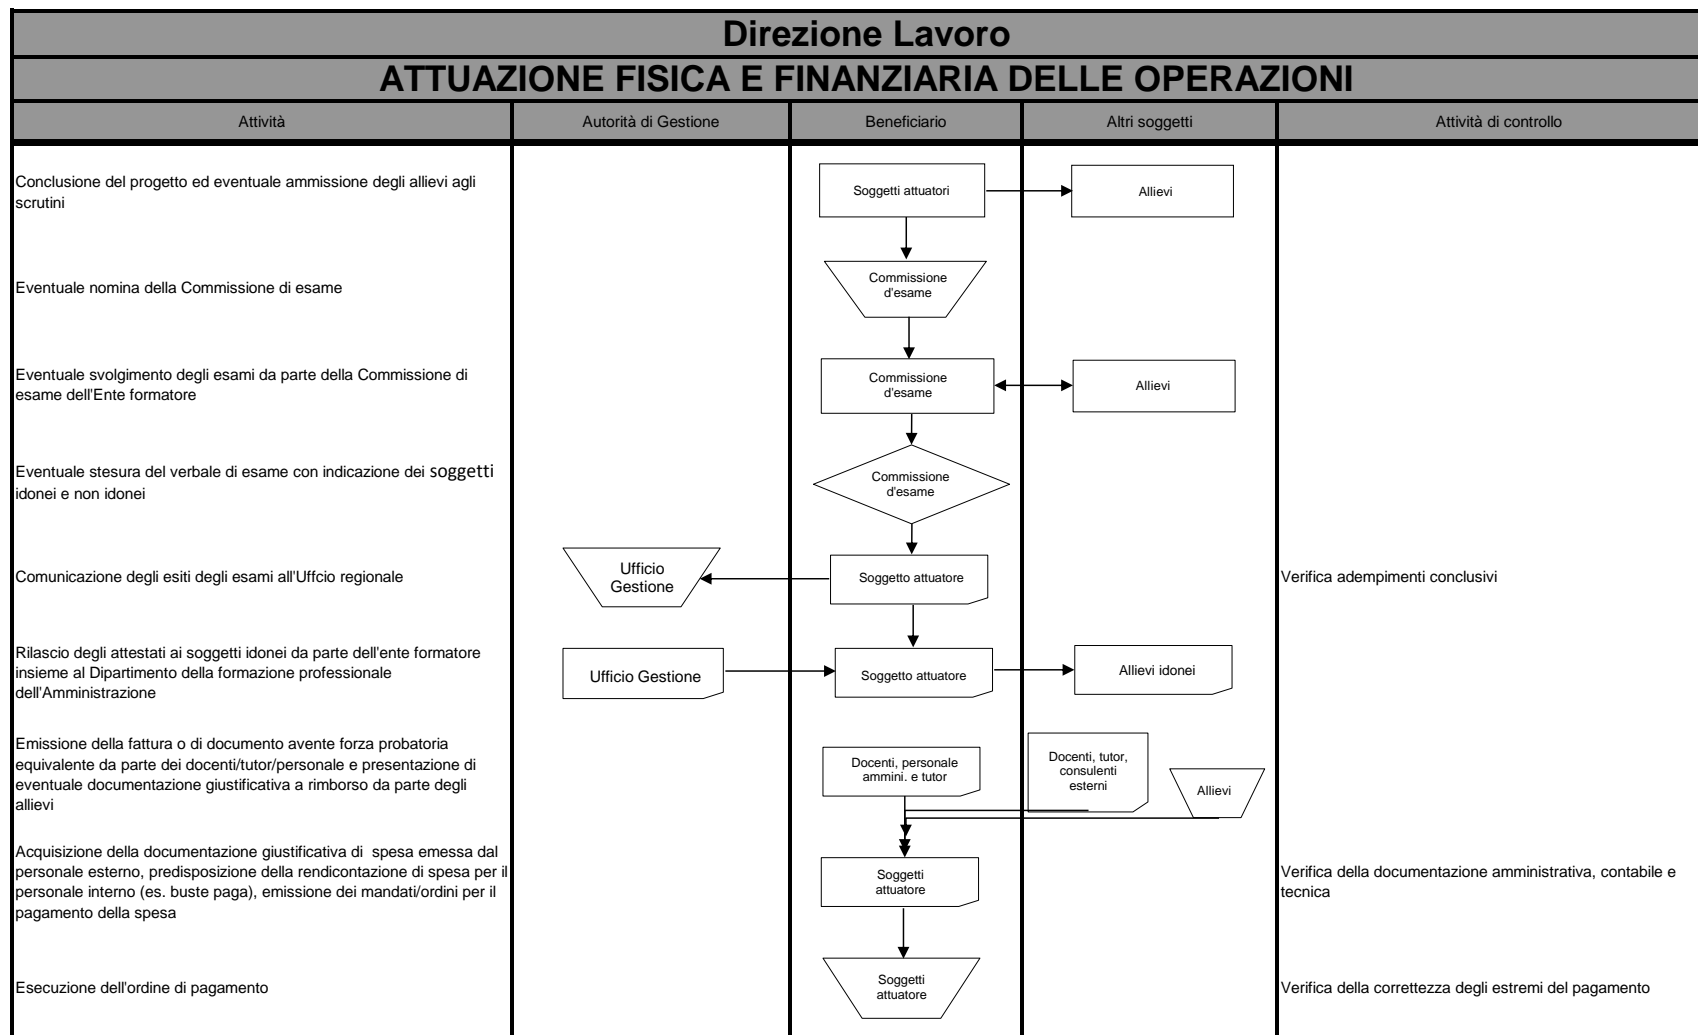 Direzione Lavoro
ATTUAZIONE FISICA E FINANZIARIA DELLE OPERAZIONI
Attività
Autorità di Gestione
Beneficiario
Altri soggetti
Attività di controllo
Conclusione del progetto ed eventuale ammissione degli allievi agli
scrutini
Soggetti attuatori
Allievi
Eventuale nomina della Commissione di esame
Commissione
d'esame
Eventuale svolgimento degli esami da parte della Commissione di
esame dell'Ente formatore
Commissione
d'esame
Allievi
Eventuale stesura del verbale di esame con indicazione dei soggetti
idonei e non idonei
Commissione
d'esame
Comunicazione degli esiti degli esami all'Uffcio regionale
Ufficio
Gestione
Soggetto attuatore
Verifica adempimenti conclusivi
Rilascio degli attestati ai soggetti idonei da parte dell'ente formatore
insieme al Dipartimento della formazione professionale
dell'Amministrazione
Ufficio Gestione
Soggetto attuatore
Allievi idonei
Emissione della fattura o di documento avente forza probatoria
equivalente da parte dei docenti/tutor/personale e presentazione di
eventuale documentazione giustificativa a rimborso da parte degli
allievi
Docenti, personale
ammini. e tutor
Docenti, tutor,
consulenti
esterni
Allievi
Acquisizione della documentazione giustificativa di  spesa emessa dal
personale esterno, predisposizione della rendicontazione di spesa per il
personale interno (es. buste paga), emissione dei mandati/ordini per il
pagamento della spesa
Soggetti
attuatore
Verifica della documentazione amministrativa, contabile e
tecnica
Esecuzione dell'ordine di pagamento
Soggetti
attuatore
Verifica della correttezza degli estremi del pagamento